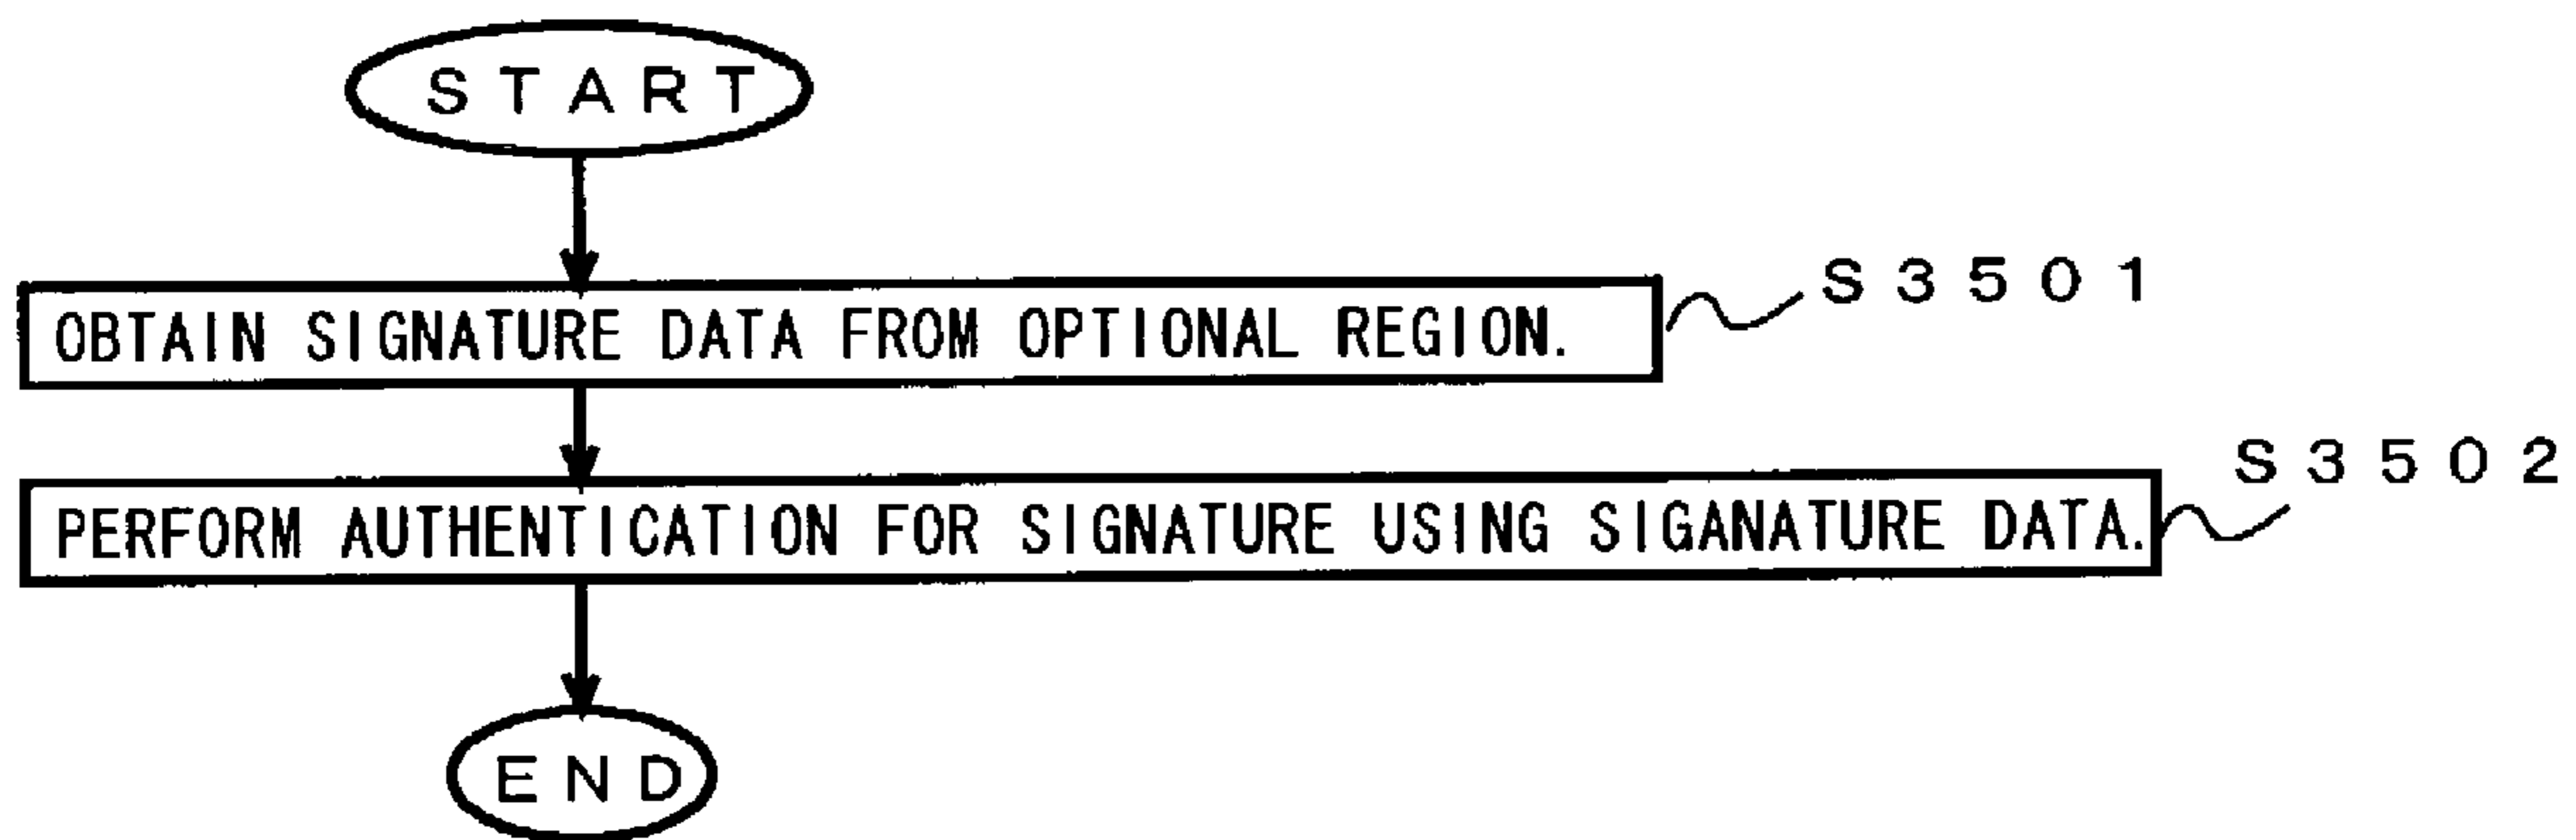 START
S3501
OBTAIN SIGNATURE DATA FROM OPTIONAL REGION.
S3502
PERFORM AUTHENTICATION FOR SIGNATURE USING SIGANATURE DATA.
END